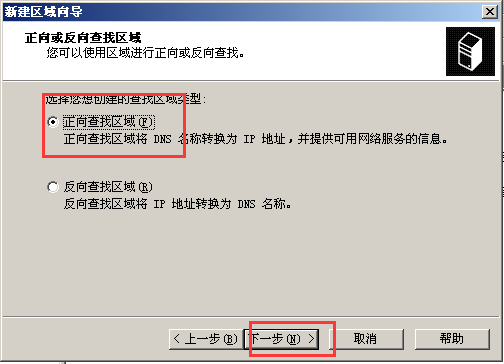 新建区域向导
正向或反向查找区域
您可以使用区域进行正向或反向查找。
选择您想创建的查找区域类型:
正向查找区域(F)
正向查找区域将 DNS 名称转换为 IP 地址,并提供可用网络服务的信息。
反向查找区域(R)
反向查找区域将 IP 地址转换为 DNS 名称。
< 上一步(B) 下一步(N) > 取消 帮助